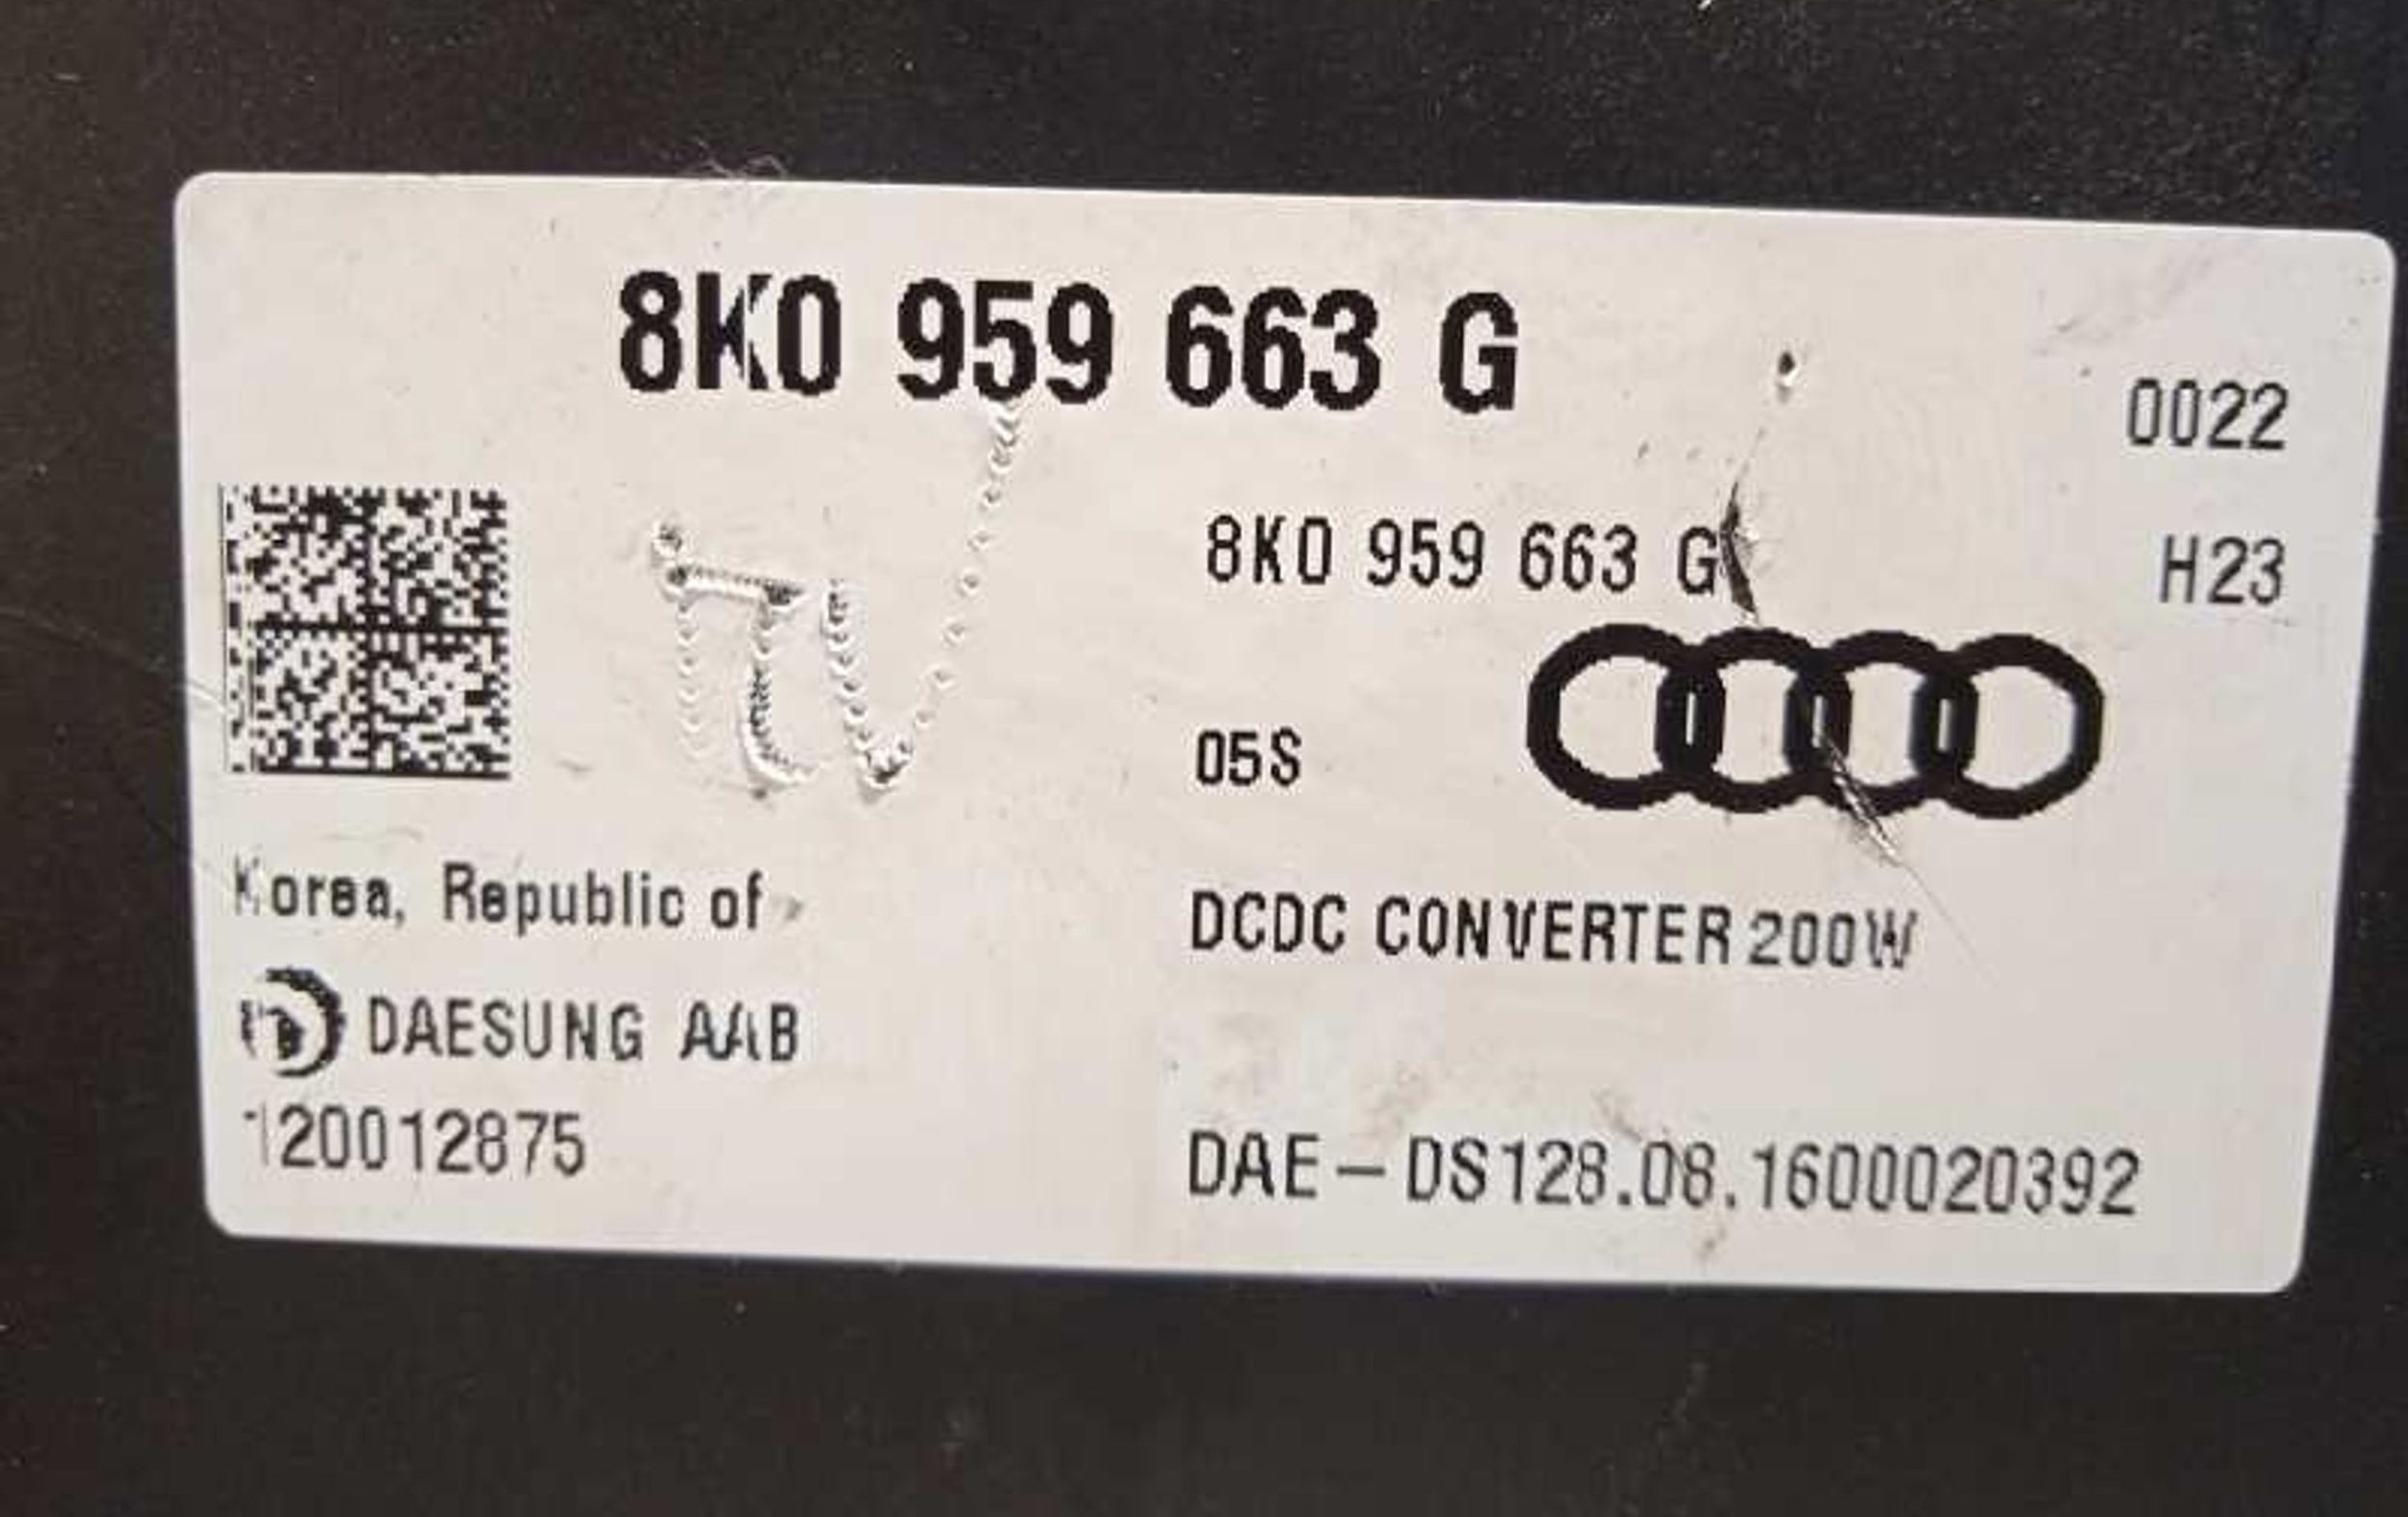 8K0 959 663 G
0022
8K0 959 663 G
H23
05S
Korea, Republic of
DCDC CONVERTER 200W
DAESUNG AAB
120012875
DAE-DS128.08.1600020392